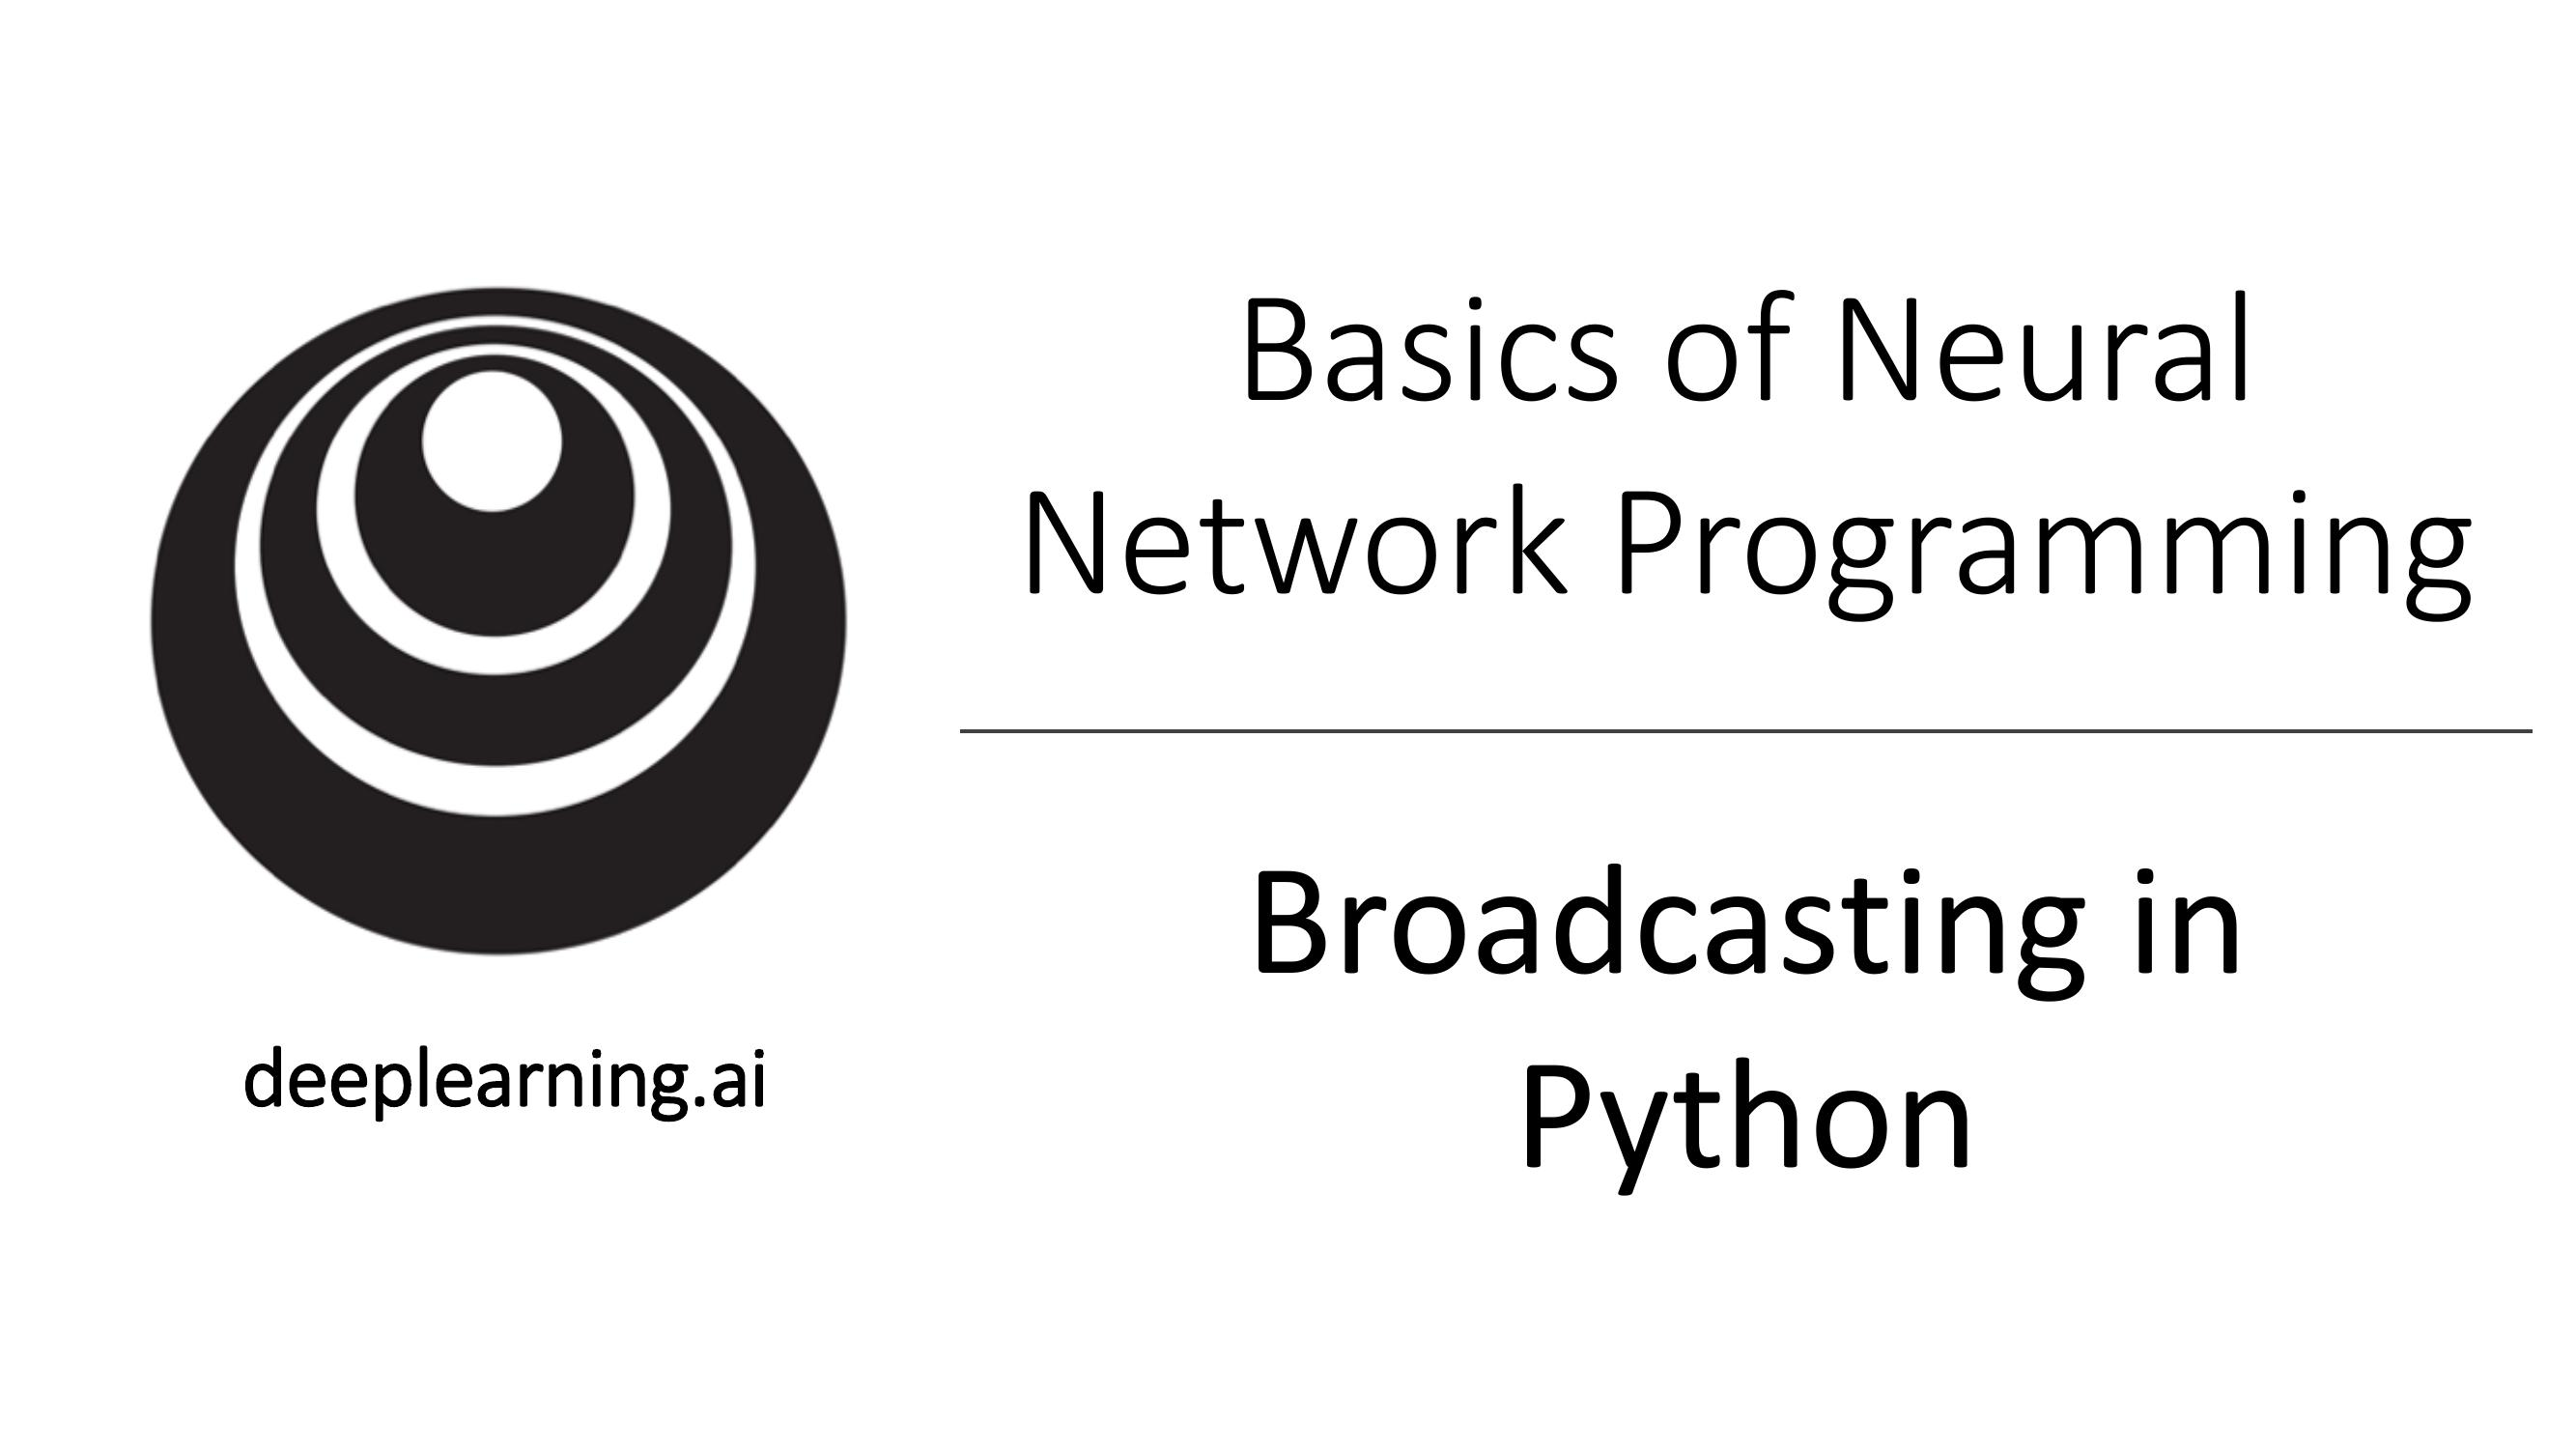 Basics of Neural
Network Programming
Broadcasting in
Python
deeplearning.ai